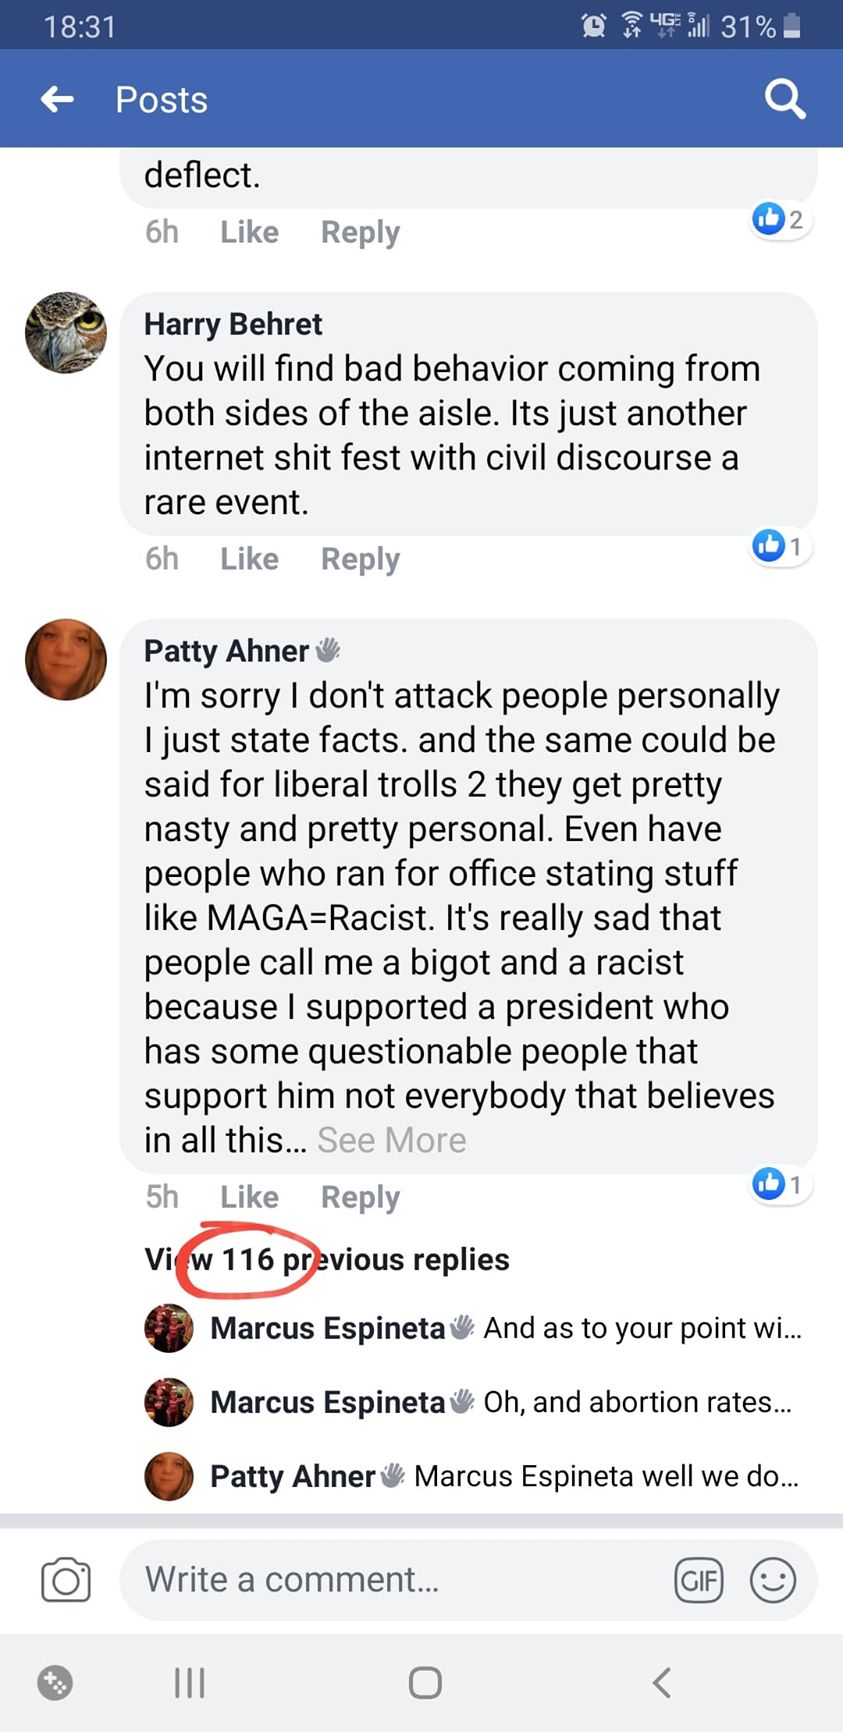 18:31 4GE LTE 31%
Posts
deflect.
6h Like Reply 2
Harry Behret
You will find bad behavior coming from
both sides of the aisle. Its just another
internet shit fest with civil discourse a
rare event.
6h Like Reply 1
Patty Ahner
I'm sorry I don't attack people personally
I just state facts. and the same could be
said for liberal trolls 2 they get pretty
nasty and pretty personal. Even have
people who ran for office stating stuff
like MAGA=Racist. It's really sad that
people call me a bigot and a racist
because I supported a president who
has some questionable people that
support him not everybody that believes
in all this... See More
5h Like Reply 1
View 116 previous replies
Marcus Espineta And as to your point wi...
Marcus Espineta Oh, and abortion rates...
Patty Ahner Marcus Espineta well we do...
Write a comment... GIF